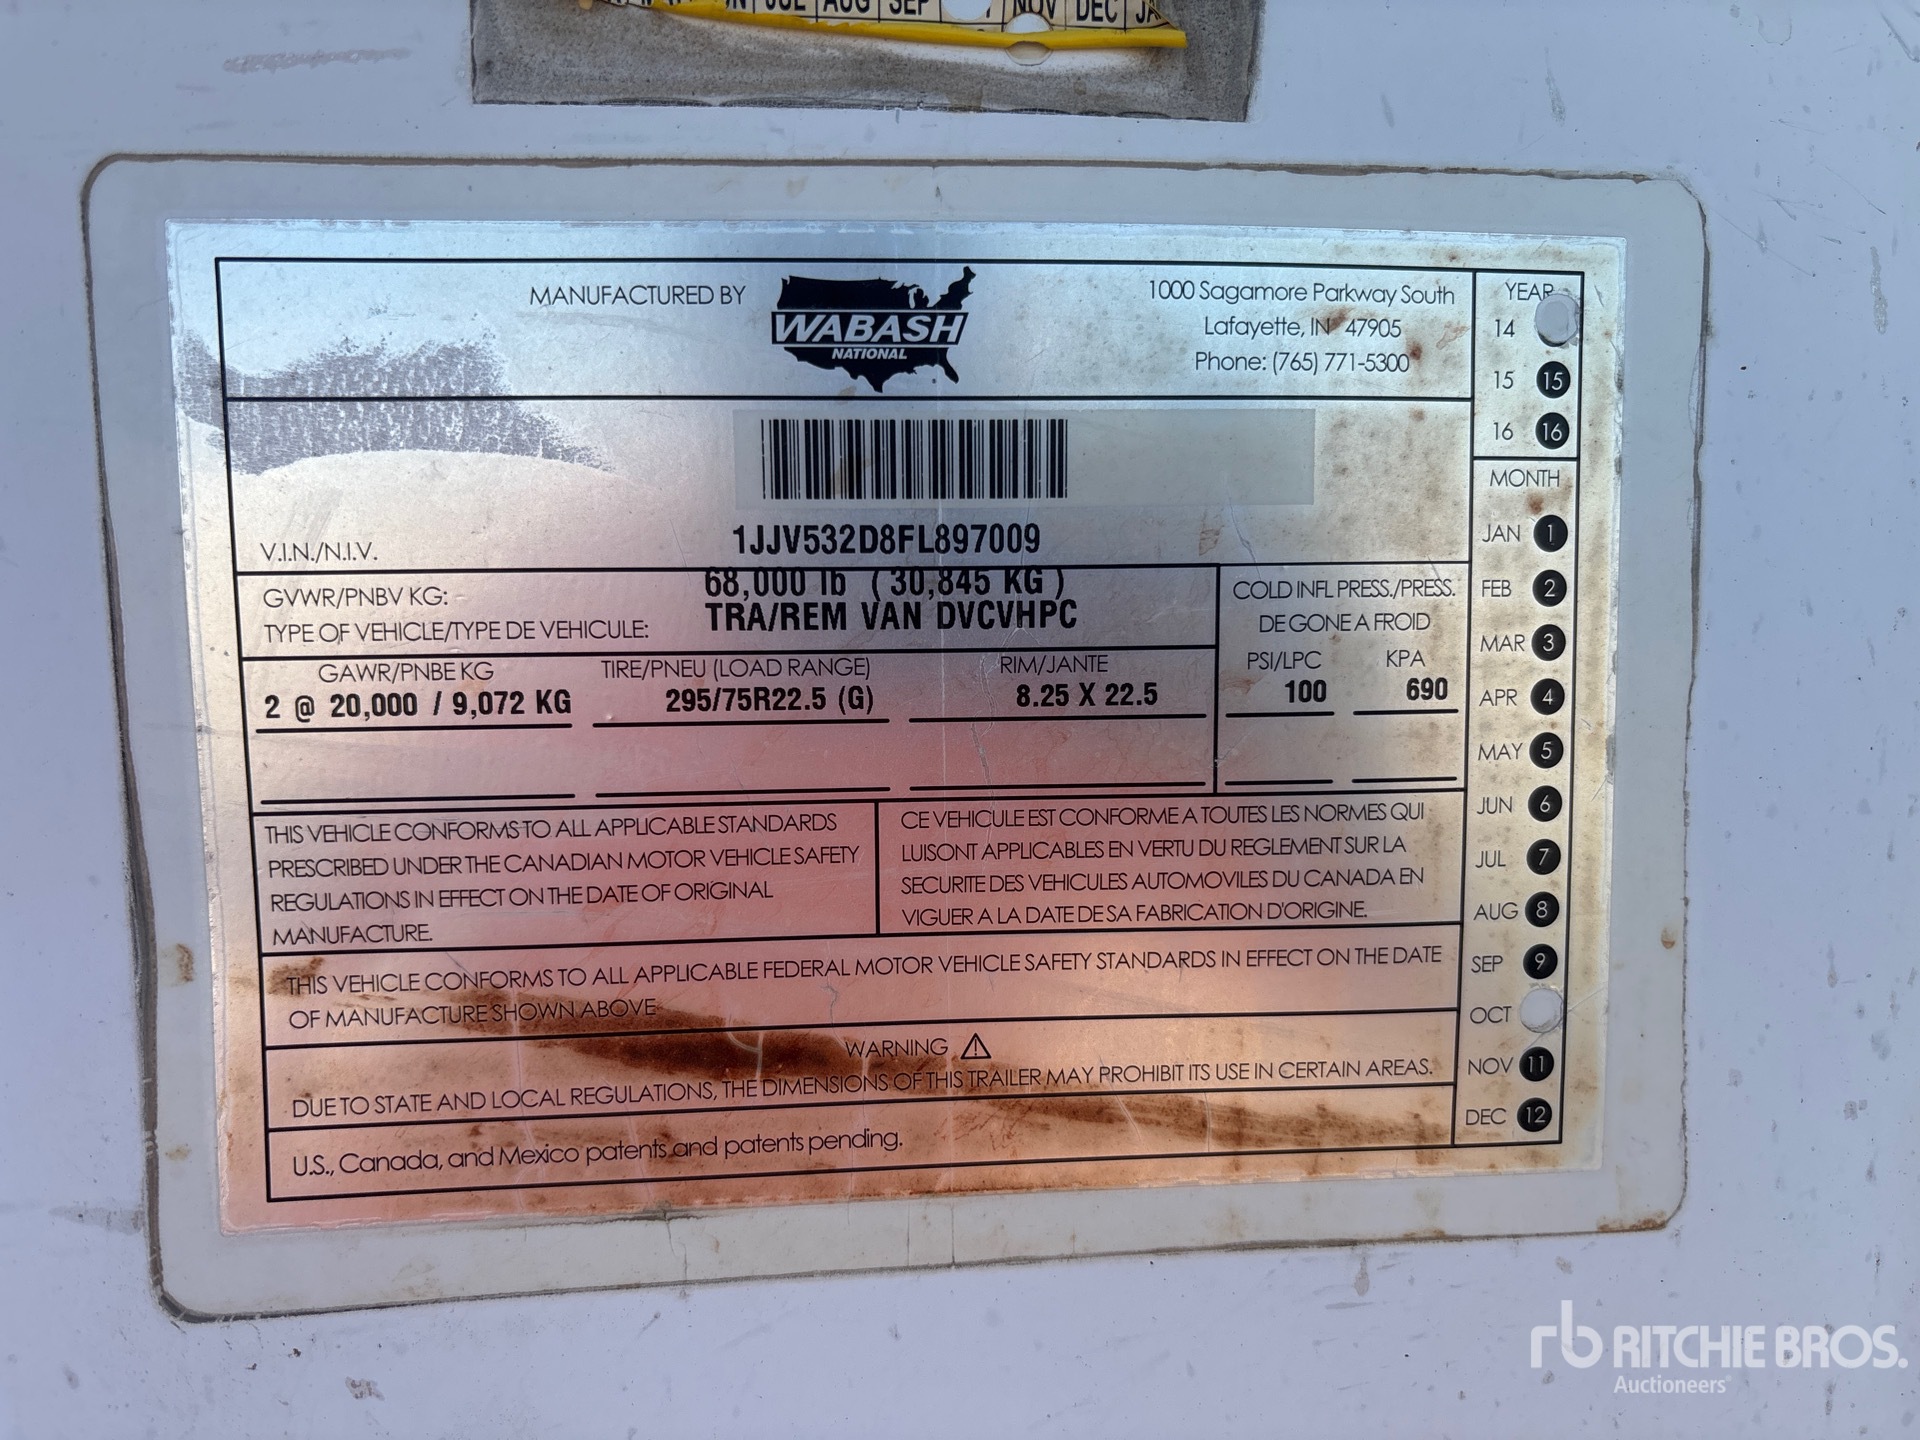 JUL AUG SEP NOV DEC
MANUFACTURED BY
WABASH
NATIONAL
1000 Sagamore Parkway South
Lafayette, IN 47905
Phone: (765) 771-5300
YEAR
14
15 15
16 16
V.I.N./N.I.V.
1JJV532D8FL897009
GVWR/PNBV KG:
68,000 lb ( 30,845 KG )
TYPE OF VEHICLE/TYPE DE VEHICULE:
TRA/REM VAN DVCVHPC
COLD INFL PRESS./PRESS.
DE GONE A FROID
GAWR/PNBE KG
TIRE/PNEU (LOAD RANGE)
RIM/JANTE
PSI/LPC
KPA
2 @ 20,000 / 9,072 KG
295/75R22.5 (G)
8.25 X 22.5
100
690
THIS VEHICLE CONFORMS TO ALL APPLICABLE STANDARDS
PRESCRIBED UNDER THE CANADIAN MOTOR VEHICLE SAFETY
REGULATIONS IN EFFECT ON THE DATE OF ORIGINAL
MANUFACTURE.
CE VEHICULE EST CONFORME A TOUTES LES NORMES QUI
LUISONT APPLICABLES EN VERTU DU REGLEMENT SUR LA
SECURITE DES VEHICULES AUTOMOVILES DU CANADA EN
VIGUER A LA DATE DE SA FABRICATION D'ORIGINE.
THIS VEHICLE CONFORMS TO ALL APPLICABLE FEDERAL MOTOR VEHICLE SAFETY STANDARDS IN EFFECT ON THE DATE
OF MANUFACTURE SHOWN ABOVE
WARNING
DUE TO STATE AND LOCAL REGULATIONS, THE DIMENSIONS OF THIS TRAILER MAY PROHIBIT ITS USE IN CERTAIN AREAS.
U.S., Canada, and Mexico patents and patents pending.
MONTH
JAN 1
FEB 2
MAR 3
APR 4
MAY 5
JUN 6
JUL 7
AUG 8
SEP 9
OCT
NOV 11
DEC 12
rb RITCHIE BROS.
Auctioneers